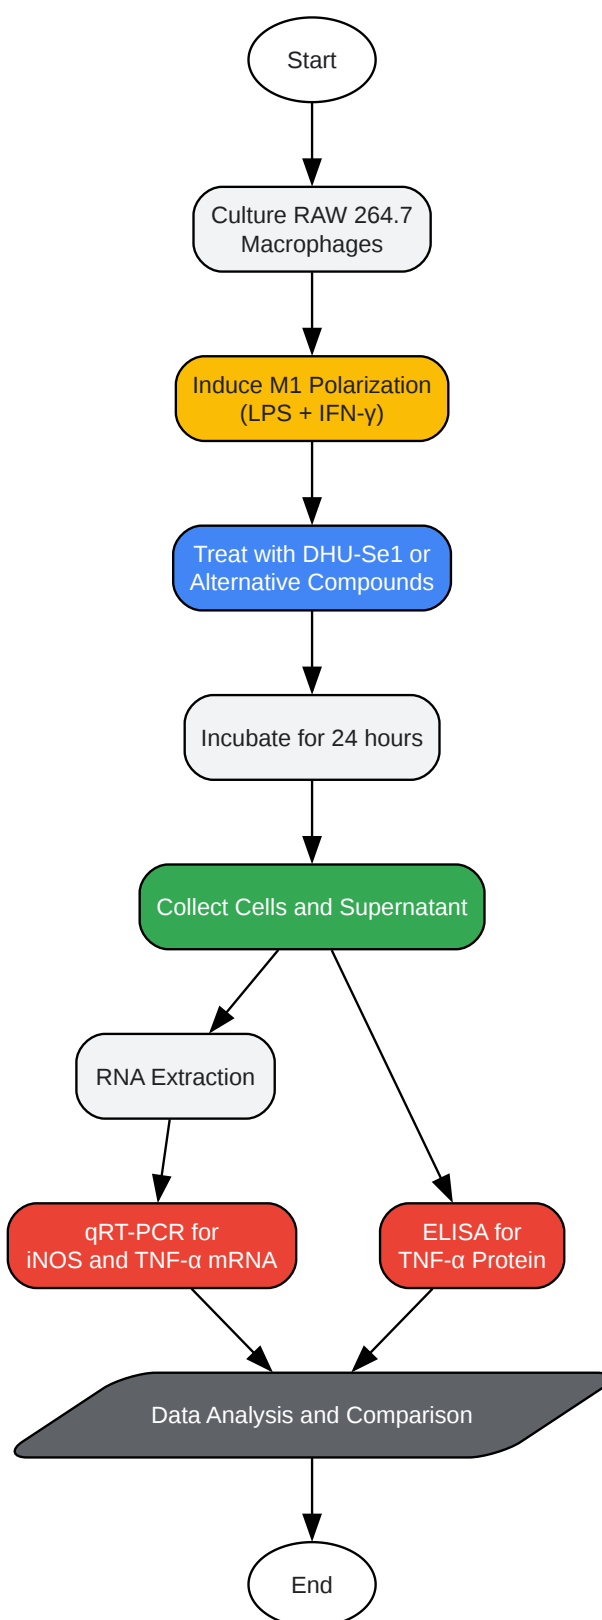 Start
Culture RAW 264.7
Macrophages
Induce M1 Polarization
(LPS + IFN-γ)
Treat with DHU-Se1 or
Alternative Compounds
Incubate for 24 hours
Collect Cells and Supernatant
RNA Extraction
qRT-PCR for
iNOS and TNF-α mRNA
ELISA for
TNF-α Protein
Data Analysis and Comparison
End